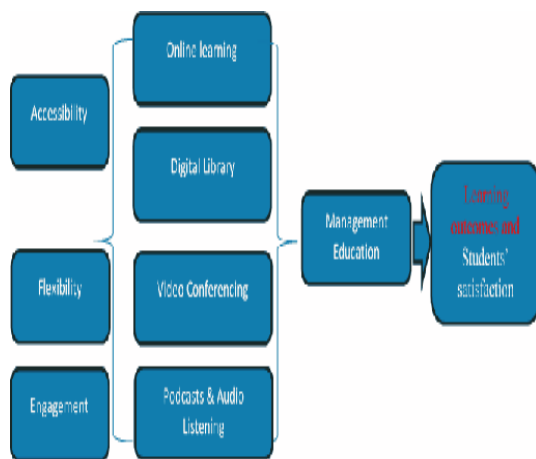 Online learning
Accessibility
Digital Library
Management
Education
Learning
outcomes and
Students'
satisfaction
Flexibility
Video Conferencing
Engagement
Podcasts & Audio
Listening